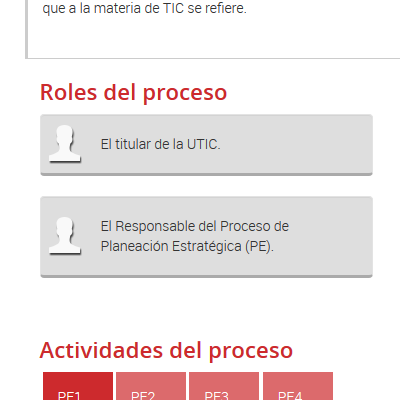 que a la materia de TIC se refiere.
Roles del proceso
El titular de la UTIC.
El Responsable del Proceso de
Planeación Estratégica (PE).
Actividades del proceso
PE1 PE2 PE3 PE4